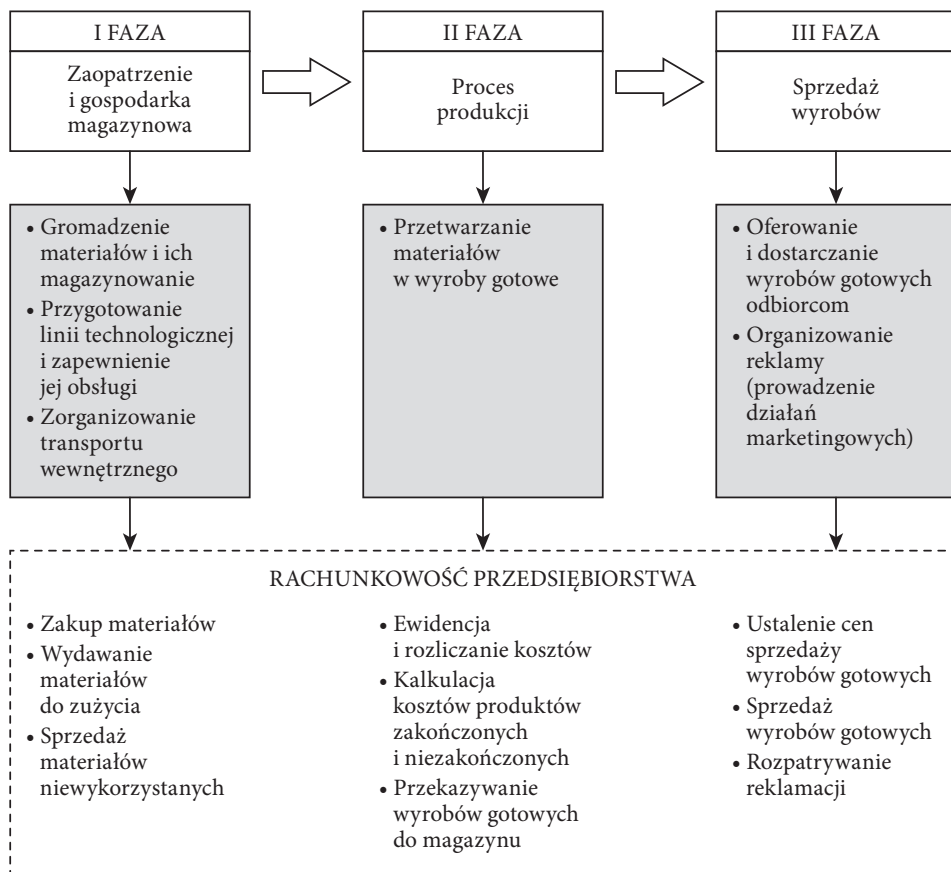 I FAZA
Zaopatrzenie
i gospodarka
magazynowa
II FAZA
Proces
produkcji
III FAZA
Sprzedaż
wyrobów
• Gromadzenie
materiałów i ich
magazynowanie
• Przygotowanie
linii technologicznej
i zapewnienie
jej obsługi
• Zorganizowanie
transportu
wewnętrznego
• Przetwarzanie
materiałów
w wyroby gotowe
• Oferowanie
i dostarczanie
wyrobów gotowych
odbiorcom
• Organizowanie
reklamy
(prowadzenie
działań
marketingowych)
RACHUNKOWOŚĆ PRZEDSIĘBIORSTWA
• Zakup materiałów
• Wydawanie
materiałów
do zużycia
• Sprzedaż
materiałów
niewykorzystanych
• Ewidencja
i rozliczanie kosztów
• Kalkulacja
kosztów produktów
zakończonych
i niezakończonych
• Przekazywanie
wyrobów gotowych
do magazynu
• Ustalenie cen
sprzedaży
wyrobów gotowych
• Sprzedaż
wyrobów gotowych
• Rozpatrywanie
reklamacji